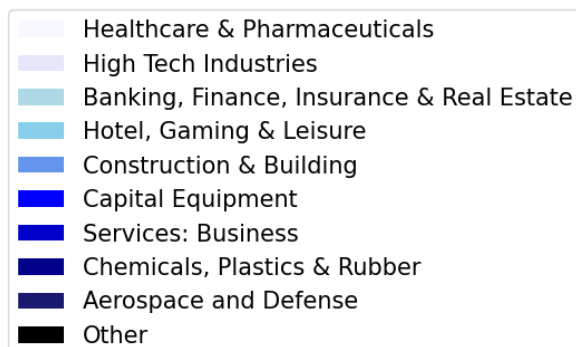 Healthcare & Pharmaceuticals
High Tech Industries
Banking, Finance, Insurance & Real Estate
Hotel, Gaming & Leisure
Construction & Building
Capital Equipment
Services: Business
Chemicals, Plastics & Rubber
Aerospace and Defense
Other